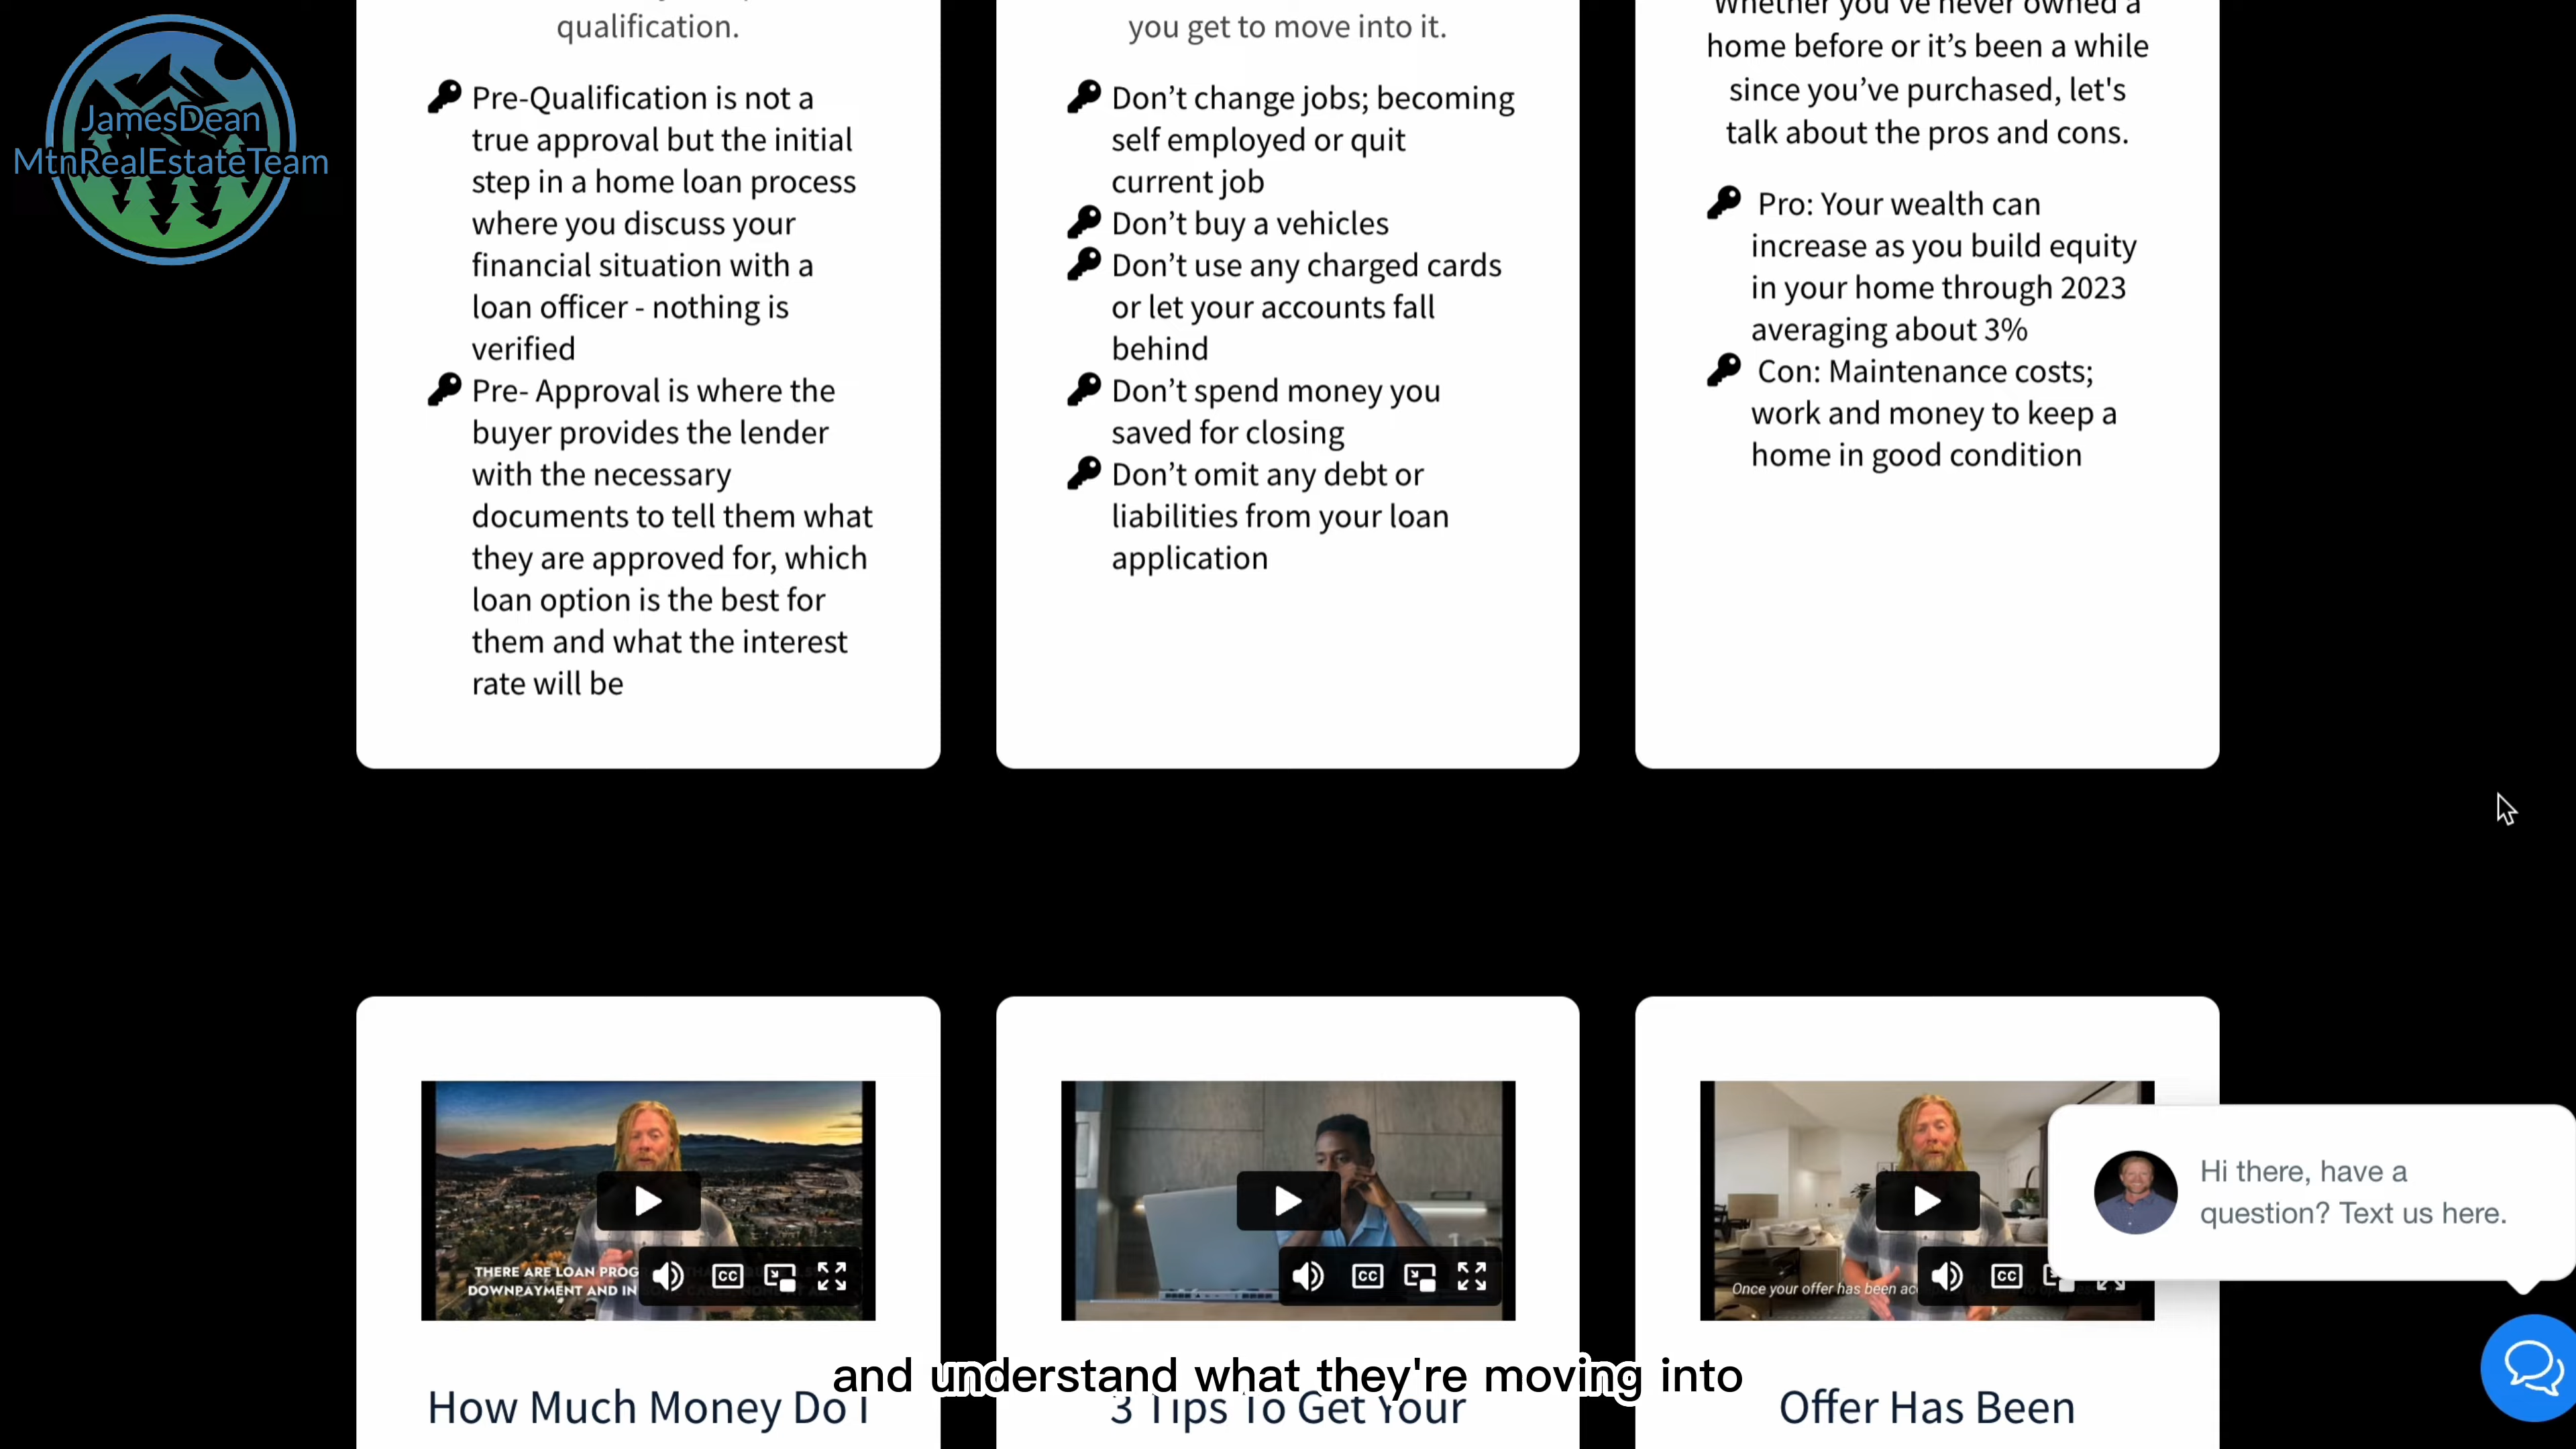 JamesDean
MtnRealEstateTeam
qualification.
Pre-Qualification is not a
true approval but the initial
step in a home loan process
where you discuss your
financial situation with a
loan officer - nothing is
verified
Pre- Approval is where the
buyer provides the lender
with the necessary
documents to tell them what
they are approved for, which
loan option is the best for
them and what the interest
rate will be
you get to move into it.
Don’t change jobs; becoming
self employed or quit
current job
Don’t buy a vehicles
Don’t use any charged cards
or let your accounts fall
behind
Don’t spend money you
saved for closing
Don’t omit any debt or
liabilities from your loan
application
Whether you’ve never owned a
home before or it’s been a while
since you’ve purchased, let's
talk about the pros and cons.
Pro: Your wealth can
increase as you build equity
in your home through 2023
averaging about 3%
Con: Maintenance costs;
work and money to keep a
home in good condition
THERE ARE LOAN PROG
DOWNPAYMENT AND IN
CC
How Much Money Do I
CC
3 Tips To Get Your
Once your offer has been
CC
Offer Has Been
Hi there, have a
question? Text us here.
and understand what they're moving into